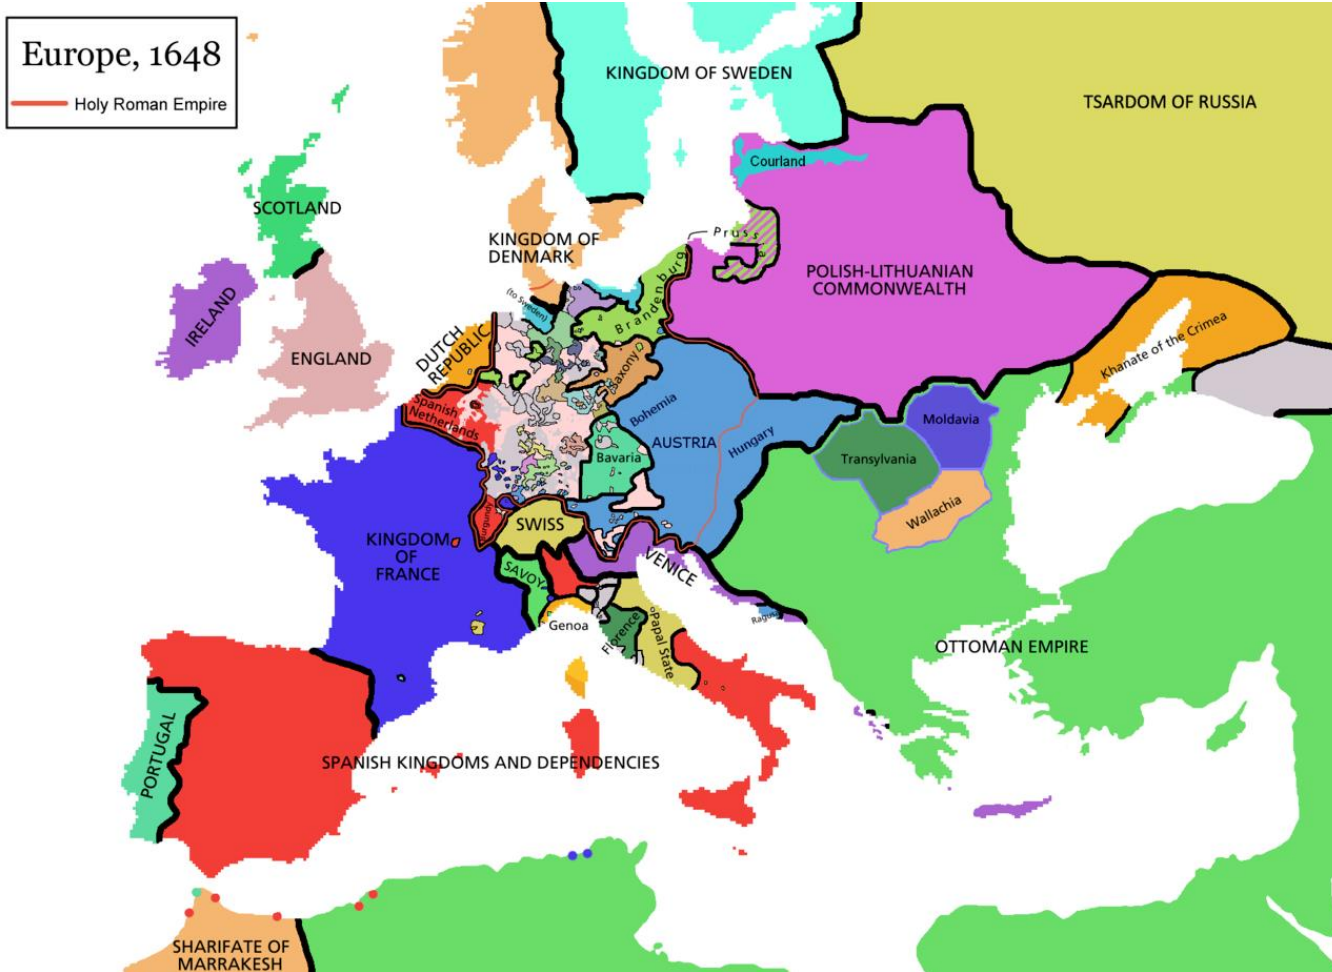 Europe, 1648
Holy Roman Empire
KINGDOM OF SWEDEN
TSARDOM OF RUSSIA
Courland
SCOTLAND
KINGDOM OF
DENMARK
Prussia
POLISH-LITHUANIAN
COMMONWEALTH
IRELAND
ENGLAND
(to Sweden)
Brandenburg
DUTCH
REPUBLIC
Khanate of the Crimea
Saxony
Spanish
Netherlands
Bohemia
AUSTRIA
Hungary
Moldavia
Bavaria
Transylvania
Wallachia
Burgundy
SWISS
KINGDOM
OF
FRANCE
SAVOY
VENICE
Genoa
Florence
Papal State
Ragusa
OTTOMAN EMPIRE
PORTUGAL
SPANISH KINGDOMS AND DEPENDENCIES
SHARIFATE OF
MARRAKESH